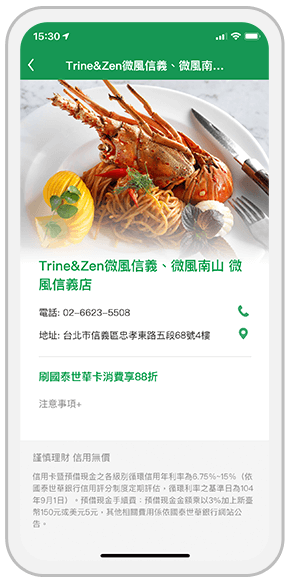 15:30
Trine&Zen微風信義、微風南...
Trine&Zen微風信義、微風南山 微
風信義店
電話: 02-6623-5508
地址: 台北市信義區忠孝東路五段68號4樓
刷國泰世華卡消費享88折
注意事項+
謹慎理財 信用無價
信用卡暨預借現金之各級別循環信用年利率為6.75%~15%（依
國泰世華銀行信用評分制度定期評估，循環利率之基準日為104
年9月1日）。預借現金手續費：預借現金金額乘以3%加上新臺
幣150元或美元5元，其他相關費用係依國泰世華銀行網站公
告。